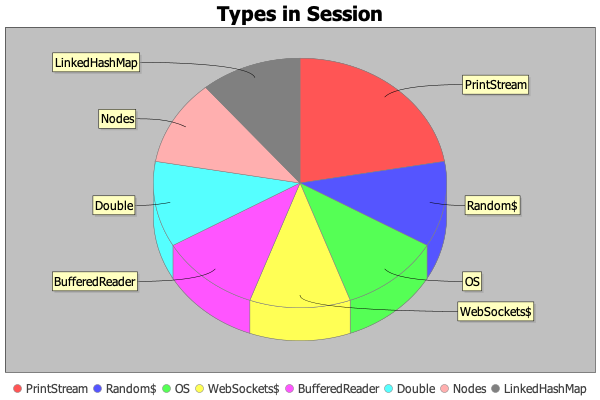 Types in Session
LinkedHashMap
PrintStream
Nodes
Double
Random$
BufferedReader
OS
WebSockets$
PrintStream Random$ OS WebSockets$ BufferedReader Double Nodes LinkedHashMap